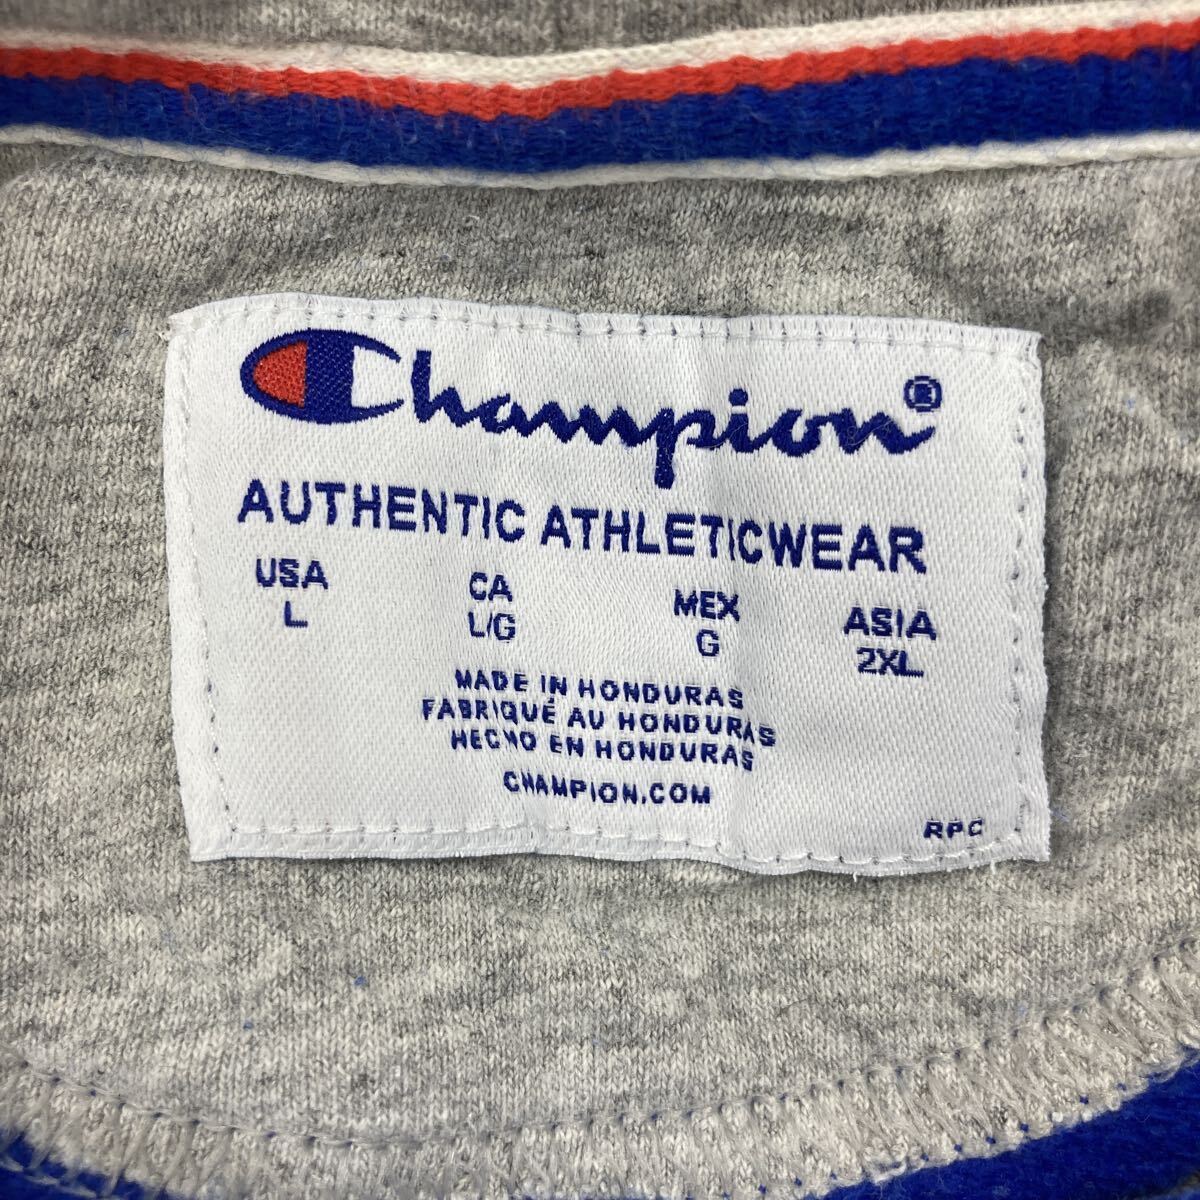 Champion®
AUTHENTIC ATHLETICWEAR
USA CA MEX ASIA
L L/G G 2XL
MADE IN HONDURAS
FABRIQUÉ AU HONDURAS
HECHO EN HONDURAS
CHAMPION.COM
RPC